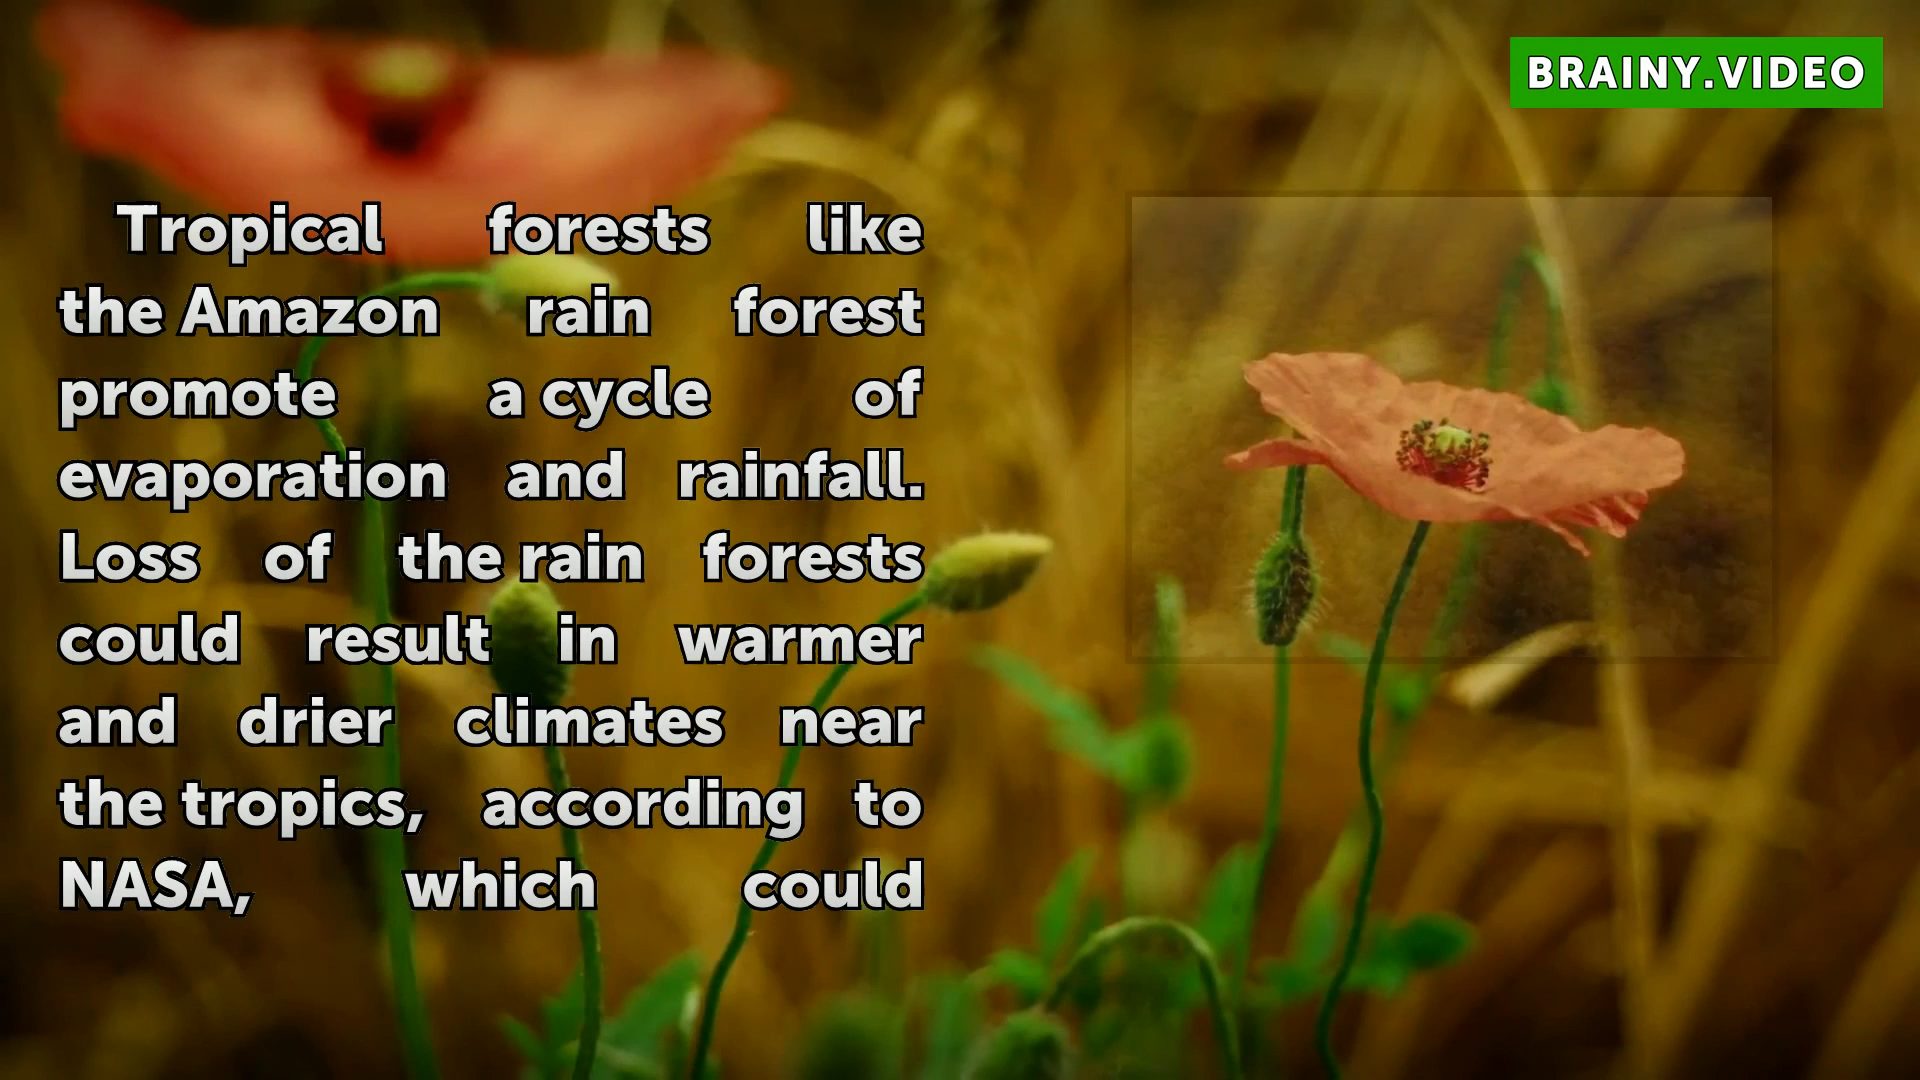 BRAINY.VIDEO
Tropical forests like
the Amazon rain forest
promote a cycle of
evaporation and rainfall.
Loss of the rain forests
could result in warmer
and drier climates near
the tropics, according to
NASA, which could